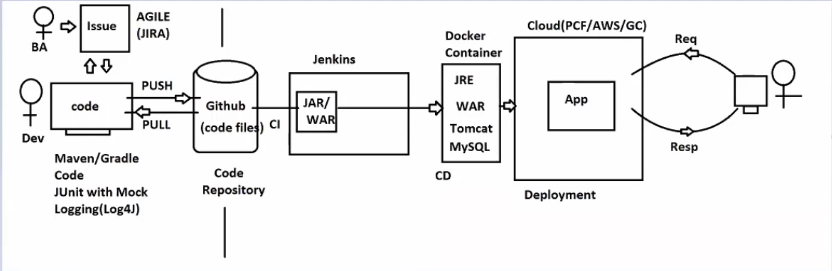 BA
Issue
AGILE
(JIRA)
Dev
code
PUSH
PULL
Maven/Gradle
Code
JUnit with Mock
Logging(Log4J)
Github
(code files)
Code
Repository
CI
Jenkins
JAR/
WAR
Docker
Container
JRE
WAR
Tomcat
MySQL
CD
Cloud(PCF/AWS/GC)
App
Deployment
Req
Resp